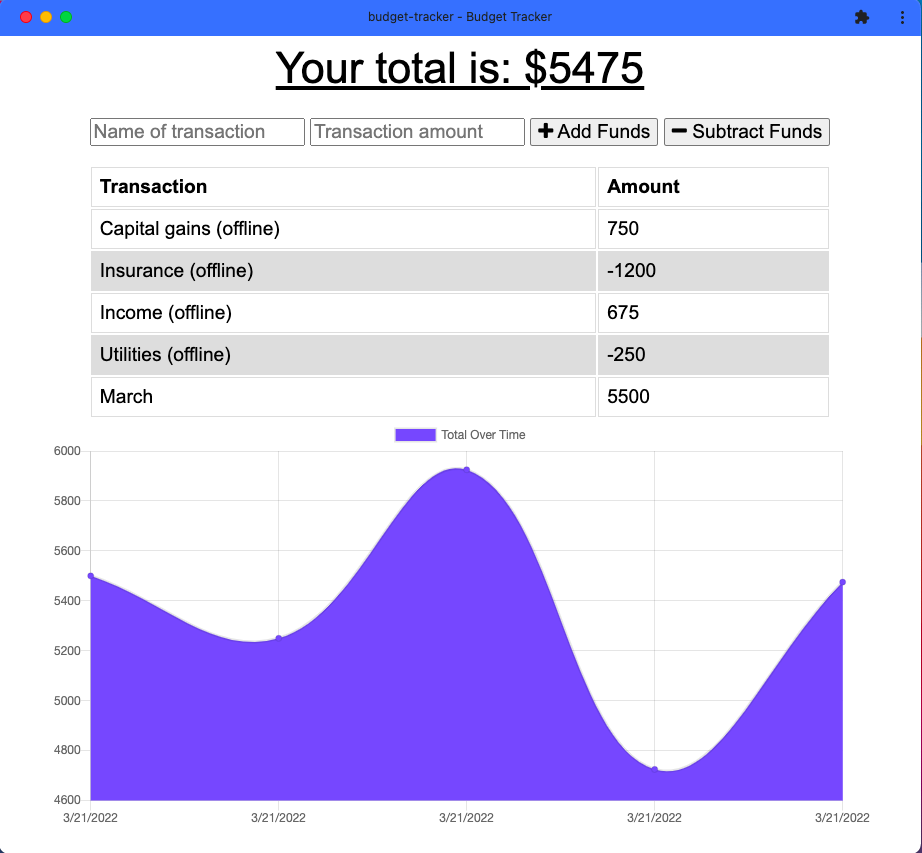 budget-tracker - Budget Tracker
Your total is: $5475
Name of transaction Transaction amount Add Funds Subtract Funds
Transaction Amount
Capital gains (offline) 750
Insurance (offline) -1200
Income (offline) 675
Utilities (offline) -250
March 5500
Total Over Time
6000
5800
5600
5400
5200
5000
4800
4600
3/21/2022 3/21/2022 3/21/2022 3/21/2022 3/21/2022